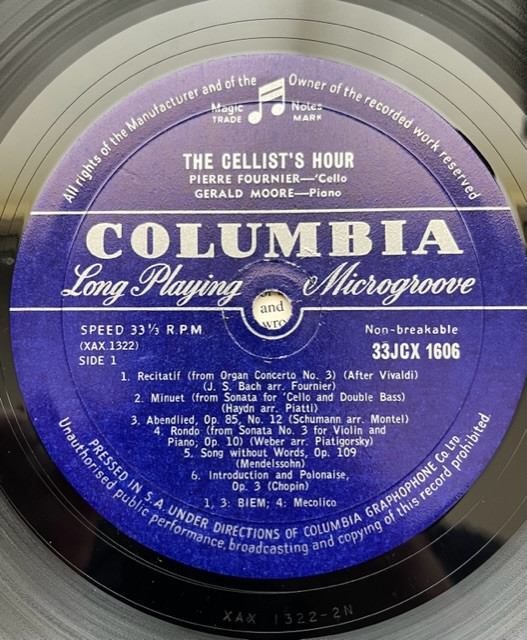 All rights of the Manufacturer and of the Owner of the recorded work reserved
Magic Notes
TRADE MARK
THE CELLIST'S HOUR
PIERRE FOURNIER—'Cello
GERALD MOORE—Piano
COLUMBIA
Long Playing Microgroove
and
wro
SPEED 33⅓ R.P.M Non-breakable
(XAX.1322) 33JCX 1606
SIDE 1
1. Recitatif (from Organ Concerto No. 3) (After Vivaldi)
(J. S. Bach arr. Fournier)
2. Minuet (from Sonata for 'Cello and Double Bass)
(Haydn arr. Piatti)
3. Abendlied, Op. 85, No. 12 (Schumann arr. Montel)
4. Rondo (from Sonata No. 3 for Violin and
Piano; Op. 10) (Weber arr. Piatigorsky)
5. Song without Words, Op. 109
(Mendelssohn)
6. Introduction and Polonaise,
Op. 3 (Chopin)
1, 3: BIEM; 4: Mecolico
PRESSED IN S.A. UNDER DIRECTIONS OF COLUMBIA GRAPHOPHONE Co Ltd
Unauthorised public performance, broadcasting and copying of this record prohibited.
XAX 1322-2N